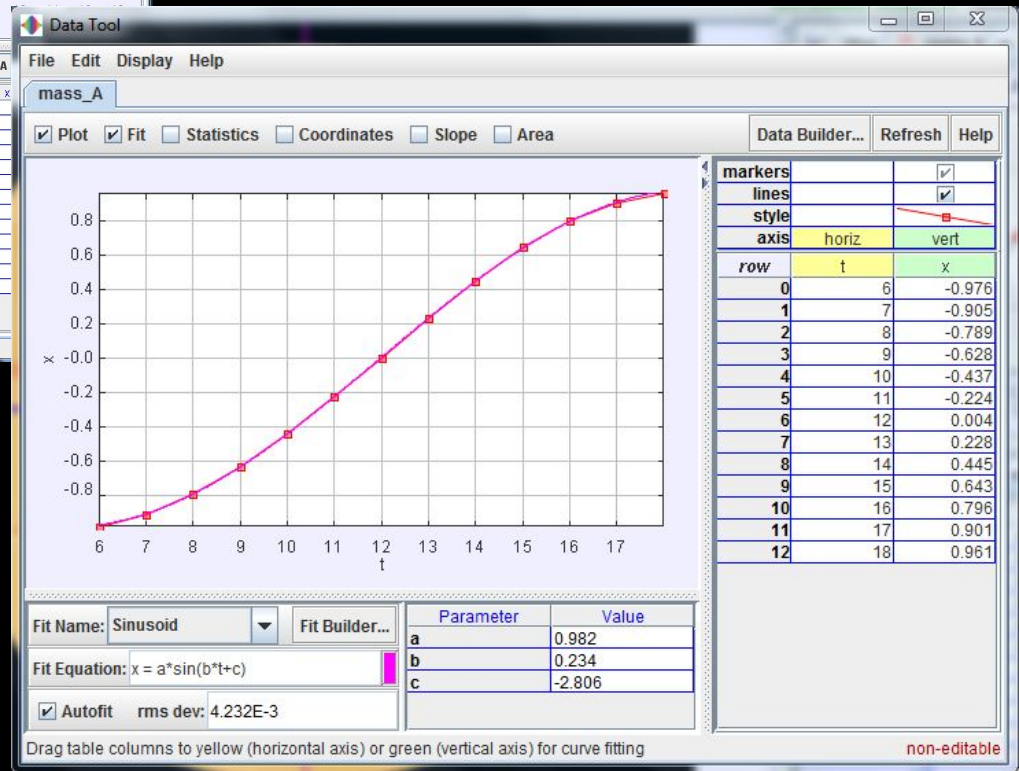 Data Tool
File Edit Display Help
mass_A
Plot Fit Statistics Coordinates Slope Area Data Builder... Refresh Help
markers
lines
style
axis horiz vert
row t x
0 6 -0.976
1 7 -0.905
2 8 -0.789
3 9 -0.628
4 10 -0.437
5 11 -0.224
6 12 0.004
7 13 0.228
8 14 0.445
9 15 0.643
10 16 0.796
11 17 0.901
12 18 0.961
0.8
0.6
0.4
0.2
-0.0
-0.2
-0.4
-0.6
-0.8
x
6 7 8 9 10 11 12 13 14 15 16 17
t
Fit Name: Sinusoid Fit Builder...
Fit Equation: x = a*sin(b*t+c)
Autofit rms dev: 4.232E-3
Parameter Value
a 0.982
b 0.234
c -2.806
Drag table columns to yellow (horizontal axis) or green (vertical axis) for curve fitting non-editable
A
x